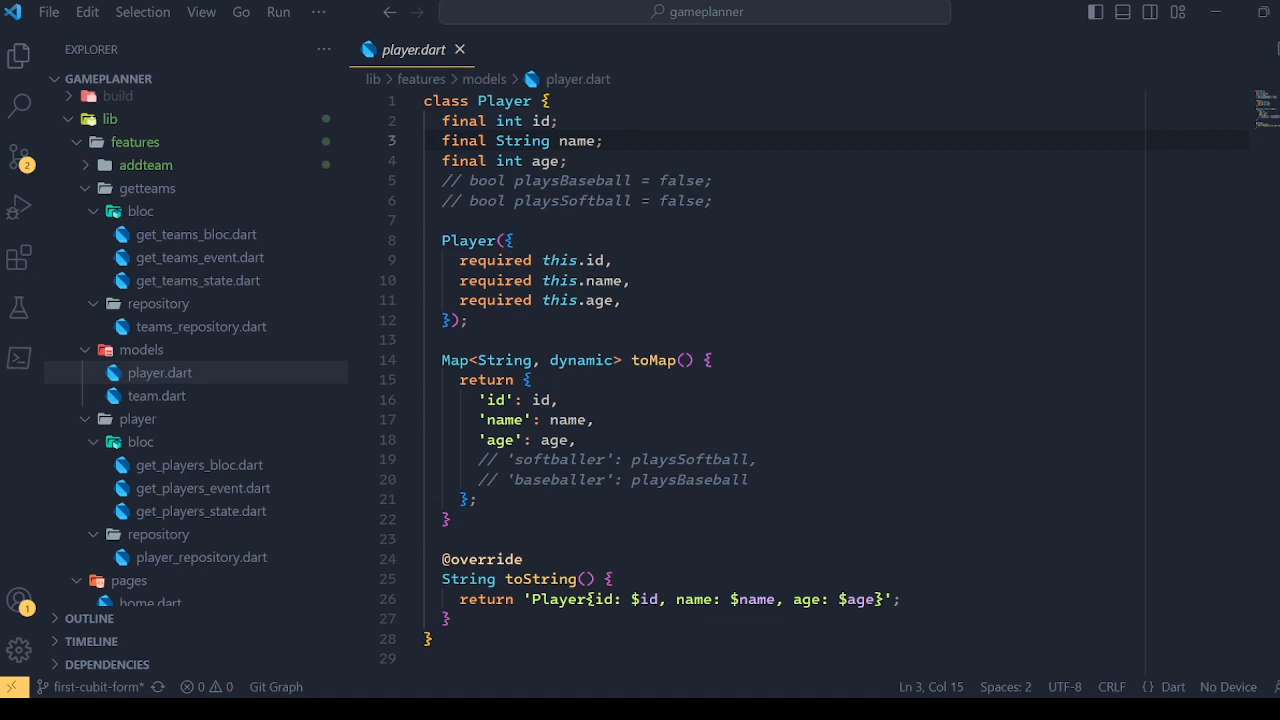 File Edit Selection View Go Run ··· gameplanner
EXPLORER ···
GAMEPLANNER
build
lib
features
addteam
getteams
bloc
get_teams_bloc.dart
get_teams_event.dart
get_teams_state.dart
repository
teams_repository.dart
models
player.dart
team.dart
player
bloc
get_players_bloc.dart
get_players_event.dart
get_players_state.dart
repository
player_repository.dart
pages
home.dart
OUTLINE
TIMELINE
DEPENDENCIES
2
1
player.dart
lib > features > models > player.dart
1 class Player {
2 final int id;
3 final String name;
4 final int age;
5 // bool playsBaseball = false;
6 // bool playsSoftball = false;
7
8 Player({
9 required this.id,
10 required this.name,
11 required this.age,
12 });
13
14 Map<String, dynamic> toMap() {
15 return {
16 'id': id,
17 'name': name,
18 'age': age,
19 // 'softballer': playsSoftball,
20 // 'baseballer': playsBaseball
21 };
22 }
23
24 @override
25 String toString() {
26 return 'Player{id: $id, name: $name, age: $age}';
27 }
28 }
29
first-cubit-form* 0 0 Git Graph Ln 3, Col 15 Spaces: 2 UTF-8 CRLF {} Dart No Device